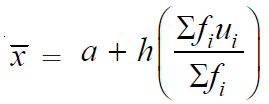 x̄ = a + h(Σfᵢuᵢ / Σfᵢ)